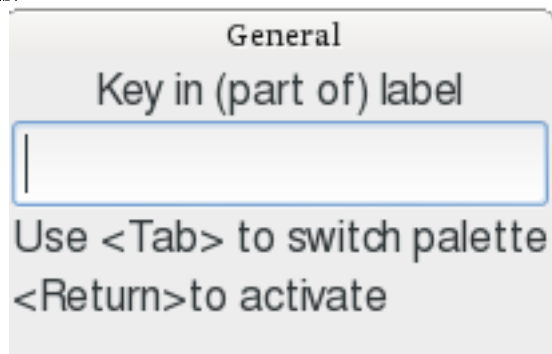 General
Key in (part of) label
Use <Tab> to switch palette
<Return>to activate